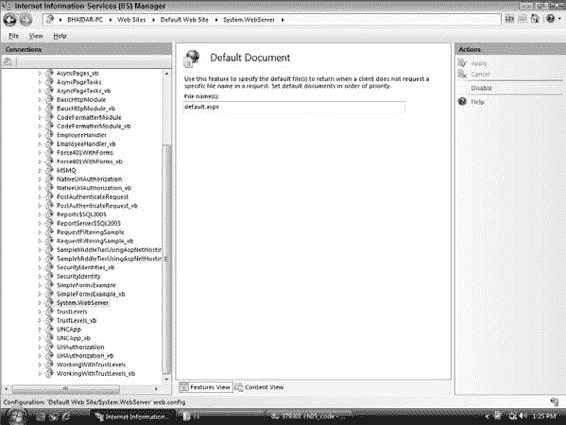 Internet Information Services (IIS) Manager
BHAIDAR-PC Web Sites Default Web Site System.WebServer
File View Help
Connections
AsyncPages_vb
AsyncPageTasks
AsyncPageTasks_vb
BasicHttpModule
BasicHttpModule_vb
CodeFormatterModule
CodeFormatterModule_vb
EmployeeHandler
EmployeeHandler_vb
Force401WithForms
Force401WithForms_vb
MSMQ
NativeUrlAuthorization
NativeUrlAuthorization_vb
PostAuthenticateRequest
PostAuthenticateRequest_vb
Reports$SQL2005
ReportServer$SQL2005
RequestFilteringSample
RequestFilteringSample_vb
SampleMiddleTierUsingAspNetHostin
SampleMiddleTierUsingAspNetHostin
SecurityIdentities_vb
SecurityIdentity
SimpleFormsExample
SimpleFormsExample_vb
System.WebServer
TrustLevels
TrustLevels_vb
UNCApp
UNCApp_vb
UrlAuthorization
UrlAuthorization_vb
WorkingWithTrustLevels
WorkingWithTrustLevels_vb
Default Document
Use this feature to specify the default file(s) to return when a client does not request a
specific file name in a request. Set default documents in order of priority.
File name(s):
default.aspx
Features View Content View
Actions
Apply
Cancel
Disable
Help
Configuration: 'Default Web Site/System.WebServer' web.config
Internet Information...
379301 ch05_code -...
1:25 PM